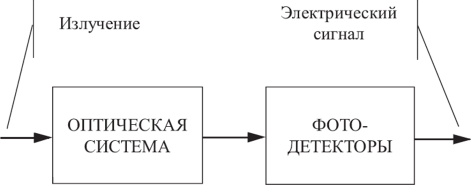 Излучение
Электрический
сигнал
ОПТИЧЕСКАЯ
СИСТЕМА
ФОТО-
ДЕТЕКТОРЫ